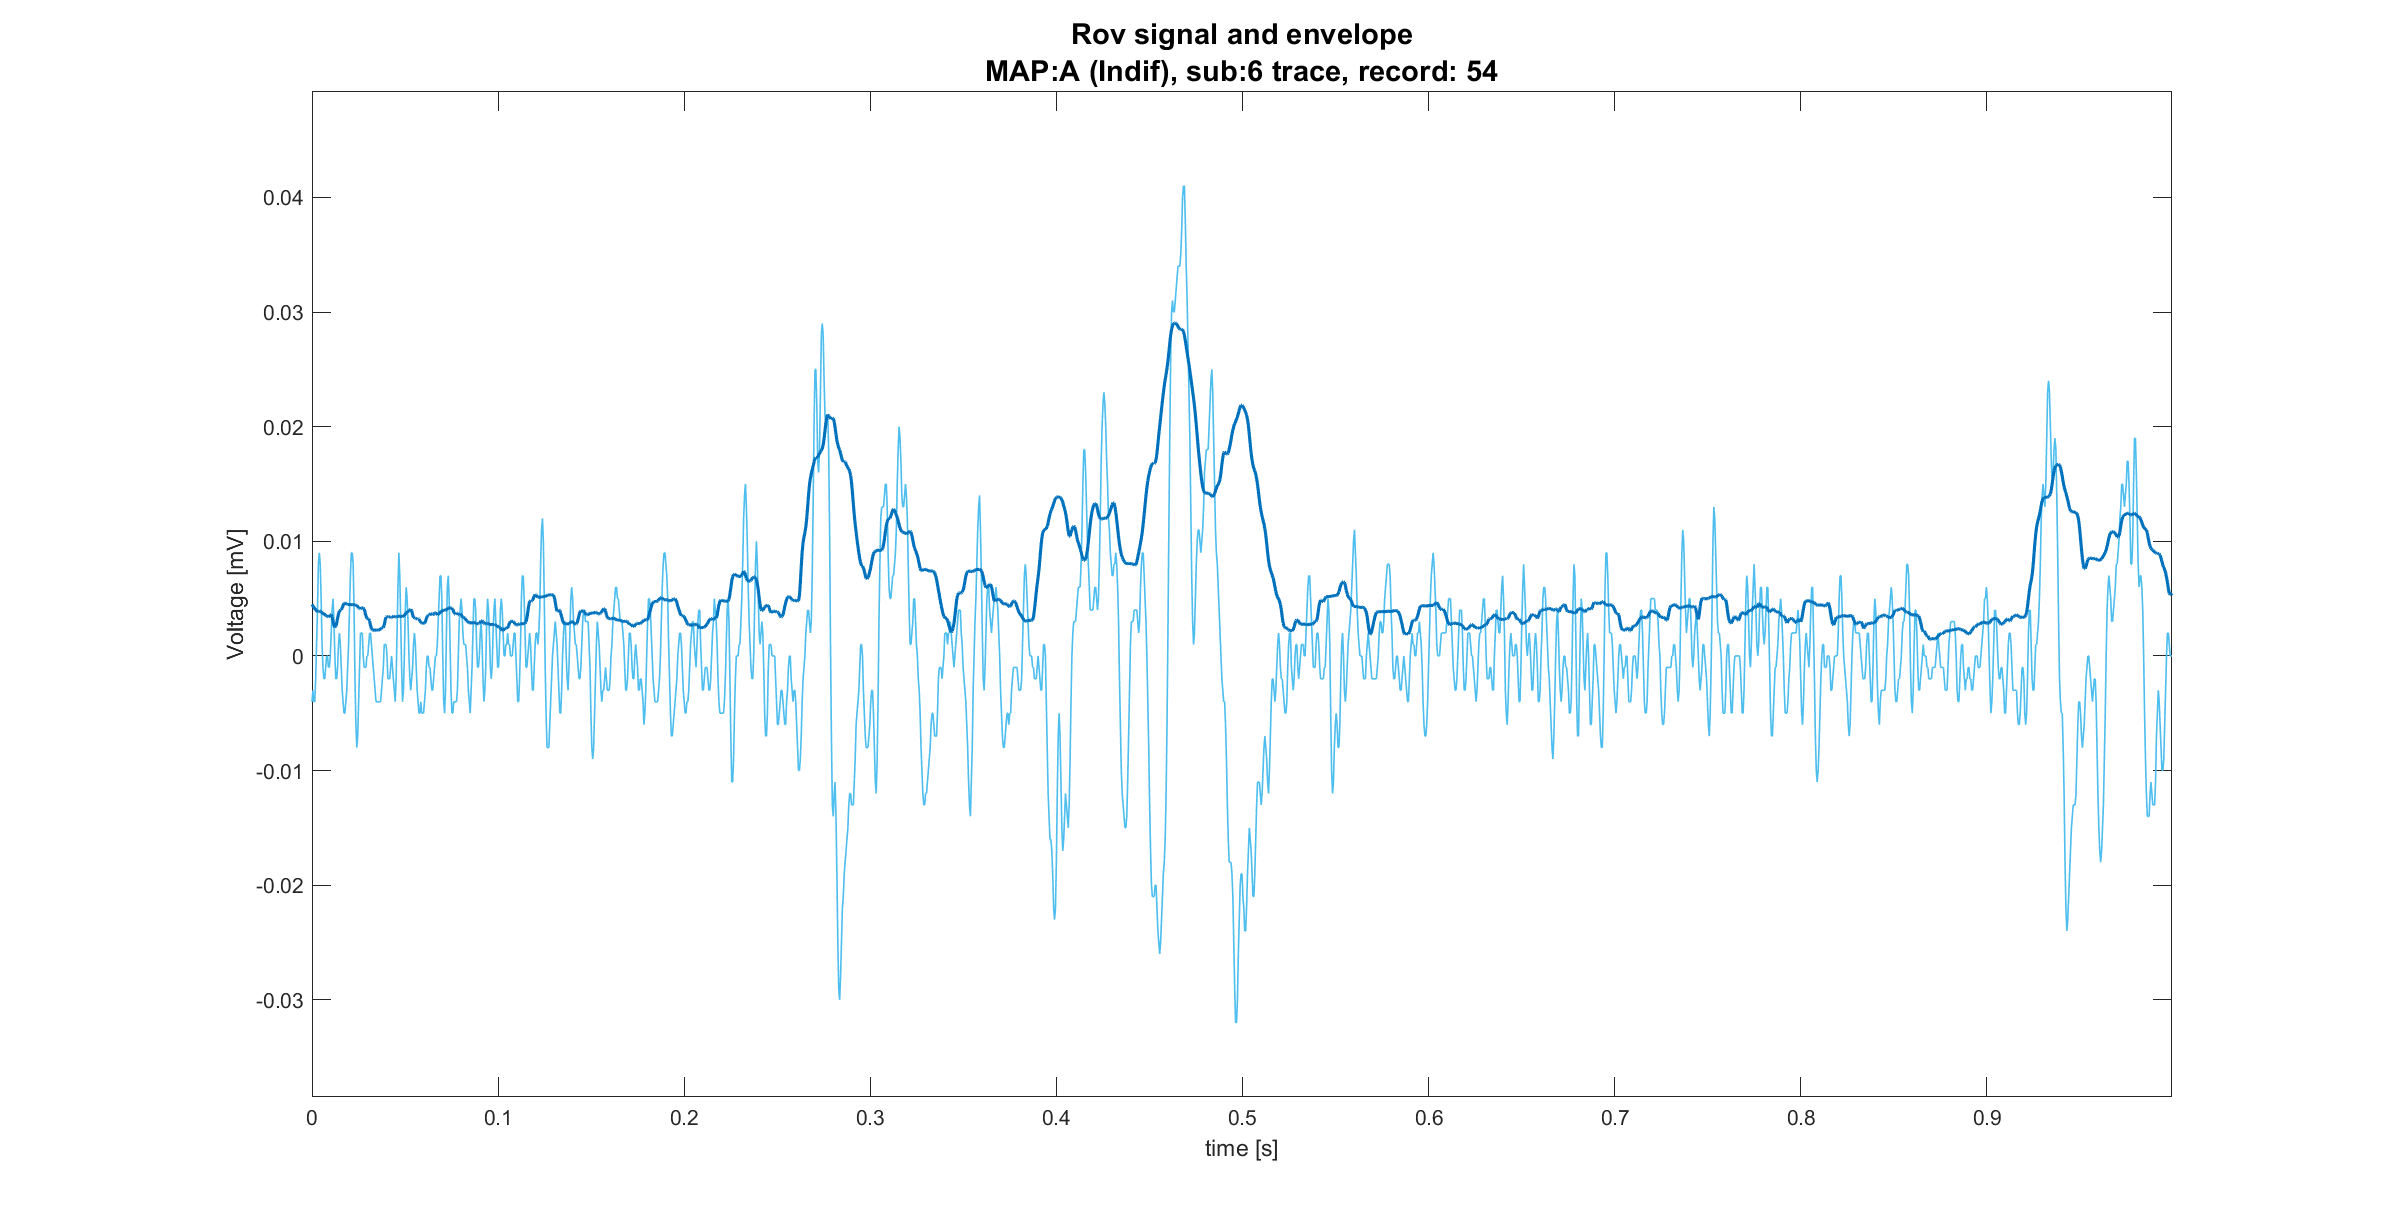 Rov signal and envelope
MAP:A (Indif), sub:6 trace, record: 54
Voltage [mV]
0.04
0.03
0.02
0.01
0
-0.01
-0.02
-0.03
0 0.1 0.2 0.3 0.4 0.5 0.6 0.7 0.8 0.9
time [s]